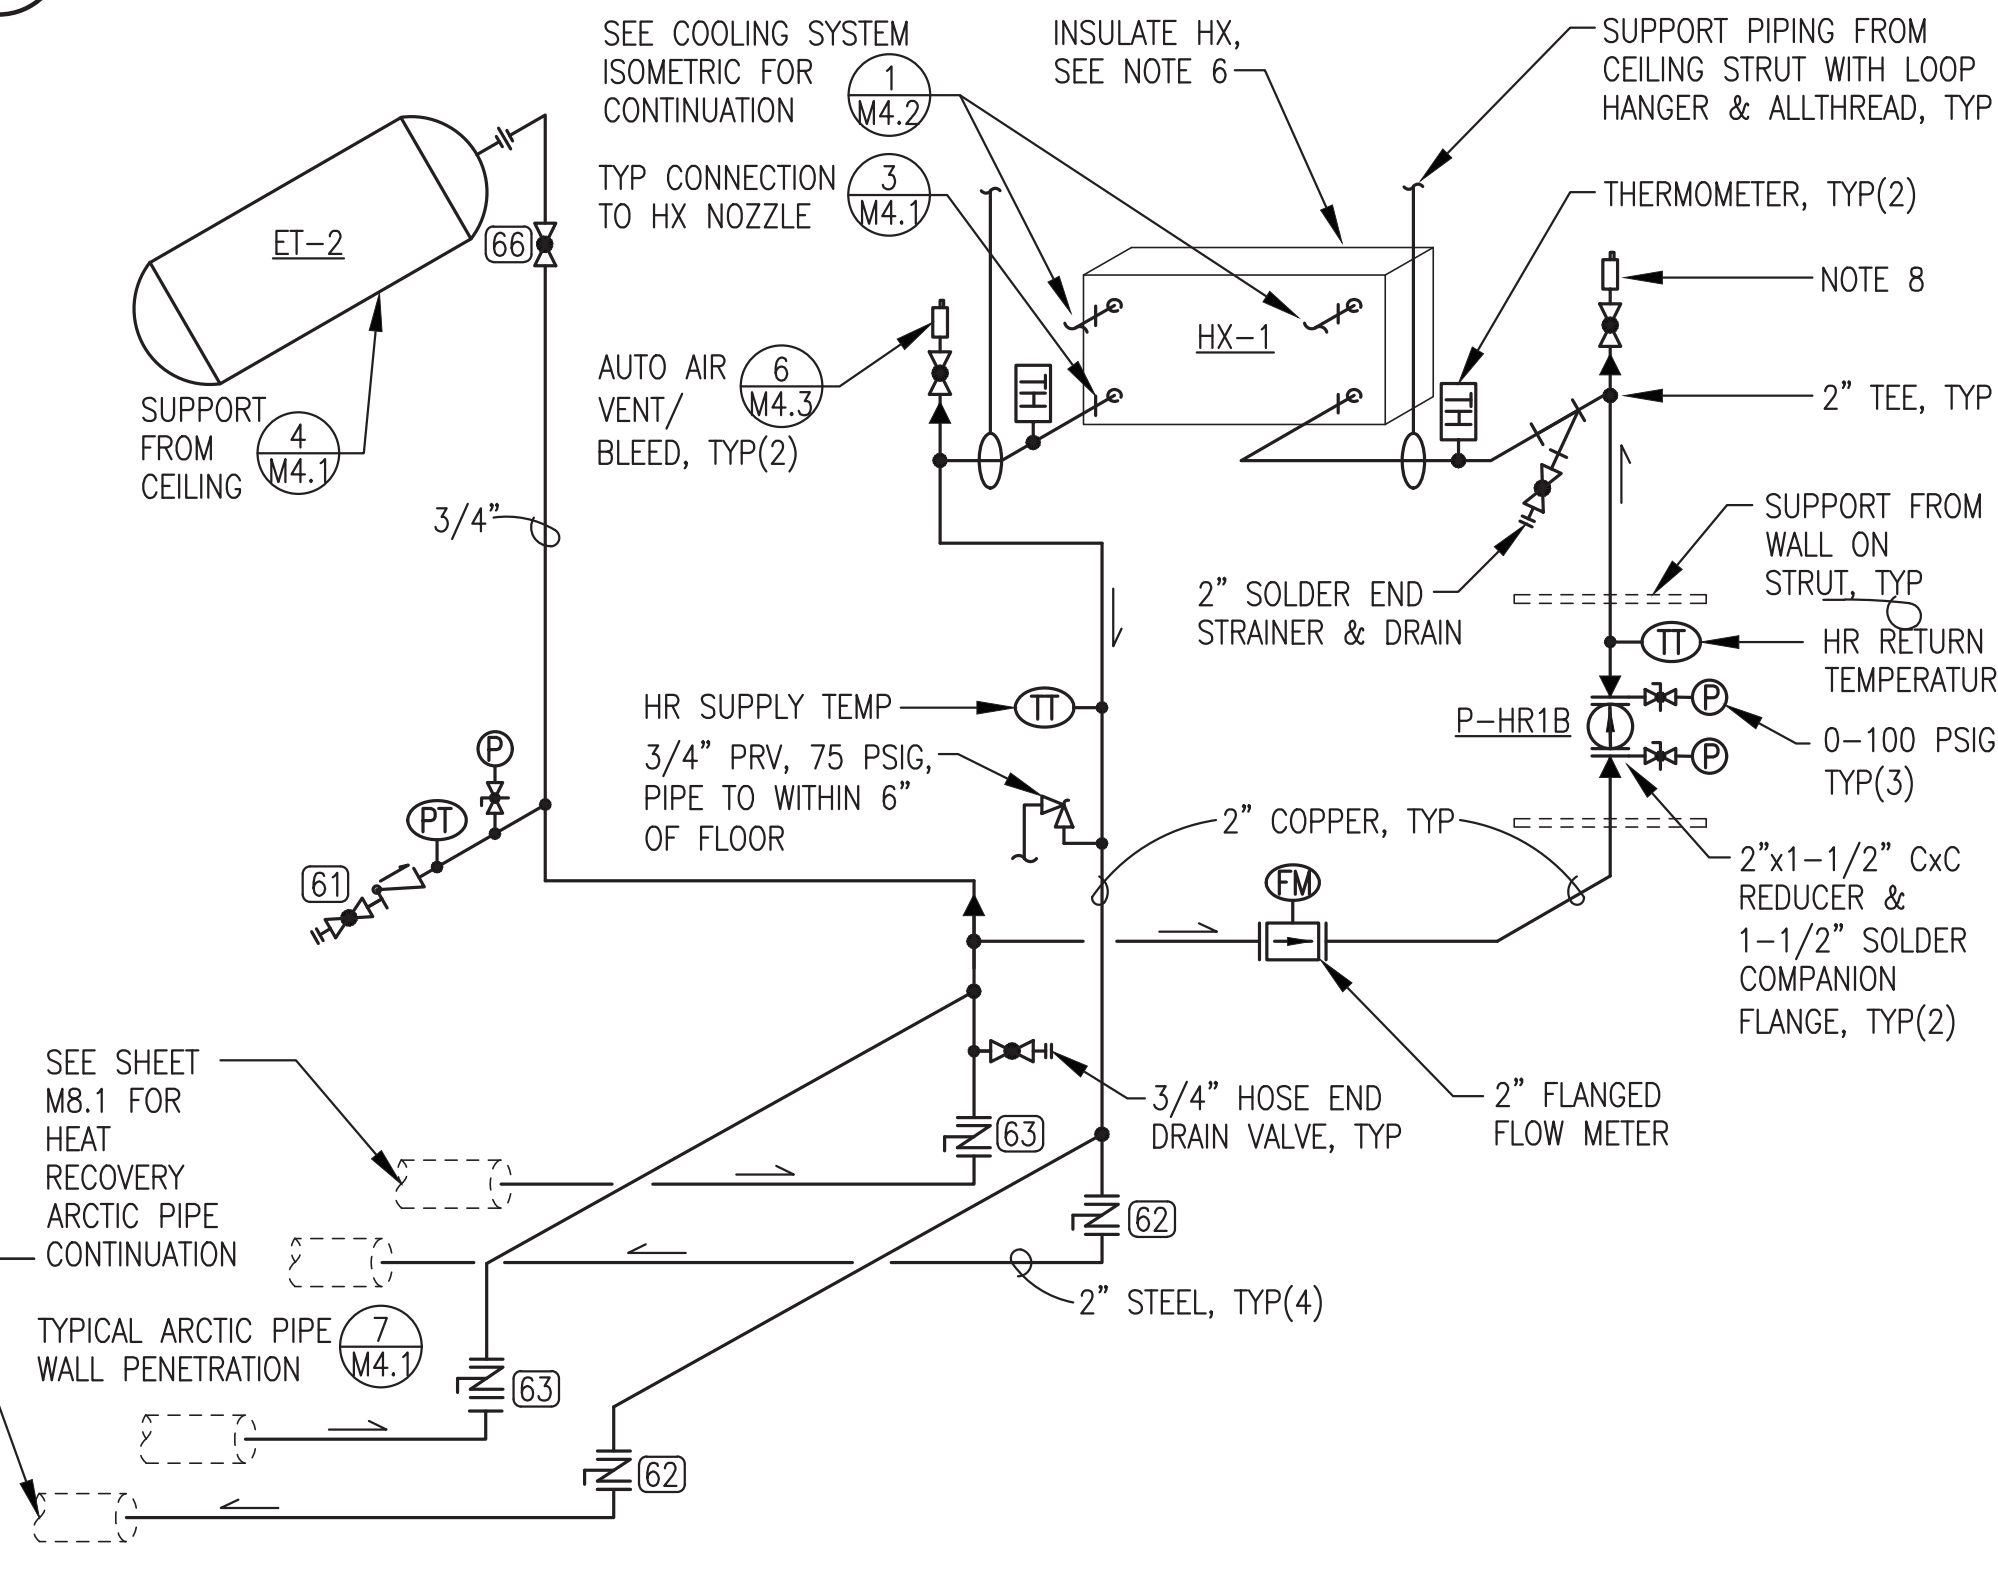 SEE COOLING SYSTEM
ISOMETRIC FOR
CONTINUATION
1
M4.2
INSULATE HX,
SEE NOTE 6
SUPPORT PIPING FROM
CEILING STRUT WITH LOOP
HANGER & ALLTHREAD, TYP
TYP CONNECTION
TO HX NOZZLE
3
M4.1
THERMOMETER, TYP(2)
ET-2
66
NOTE 8
HX-1
AUTO AIR
VENT/
BLEED, TYP(2)
6
M4.3
TH
TH
2" TEE, TYP
SUPPORT
FROM
CEILING
4
M4.1
3/4"
SUPPORT FROM
WALL ON
STRUT, TYP
2" SOLDER END
STRAINER & DRAIN
TT
HR RETURN
TEMPERATUR
HR SUPPLY TEMP
TT
P-HR1B
P
P
0-100 PSIG
TYP(3)
3/4" PRV, 75 PSIG,
PIPE TO WITHIN 6"
OF FLOOR
P
PT
61
2" COPPER, TYP
2"x1-1/2" CxC
REDUCER &
1-1/2" SOLDER
COMPANION
FLANGE, TYP(2)
FM
SEE SHEET
M8.1 FOR
HEAT
RECOVERY
ARCTIC PIPE
CONTINUATION
63
3/4" HOSE END
DRAIN VALVE, TYP
2" FLANGED
FLOW METER
62
2" STEEL, TYP(4)
TYPICAL ARCTIC PIPE
WALL PENETRATION
7
M4.1
63
62